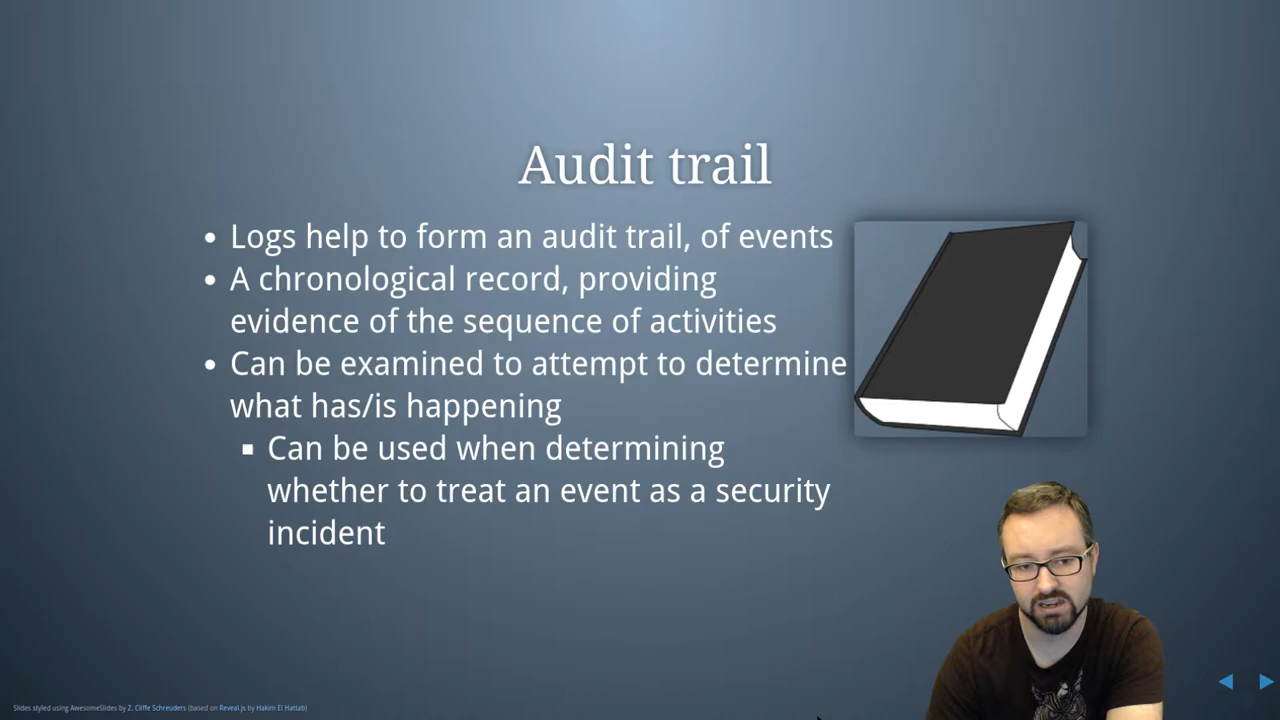 Audit trail
Logs help to form an audit trail, of events
A chronological record, providing
evidence of the sequence of activities
Can be examined to attempt to determine
what has/is happening
Can be used when determining
whether to treat an event as a security
incident
Slides styled using AwesomeSlides by Z. Cliffe Schreuders (based on Reveal.js by Hakim El Hattab)